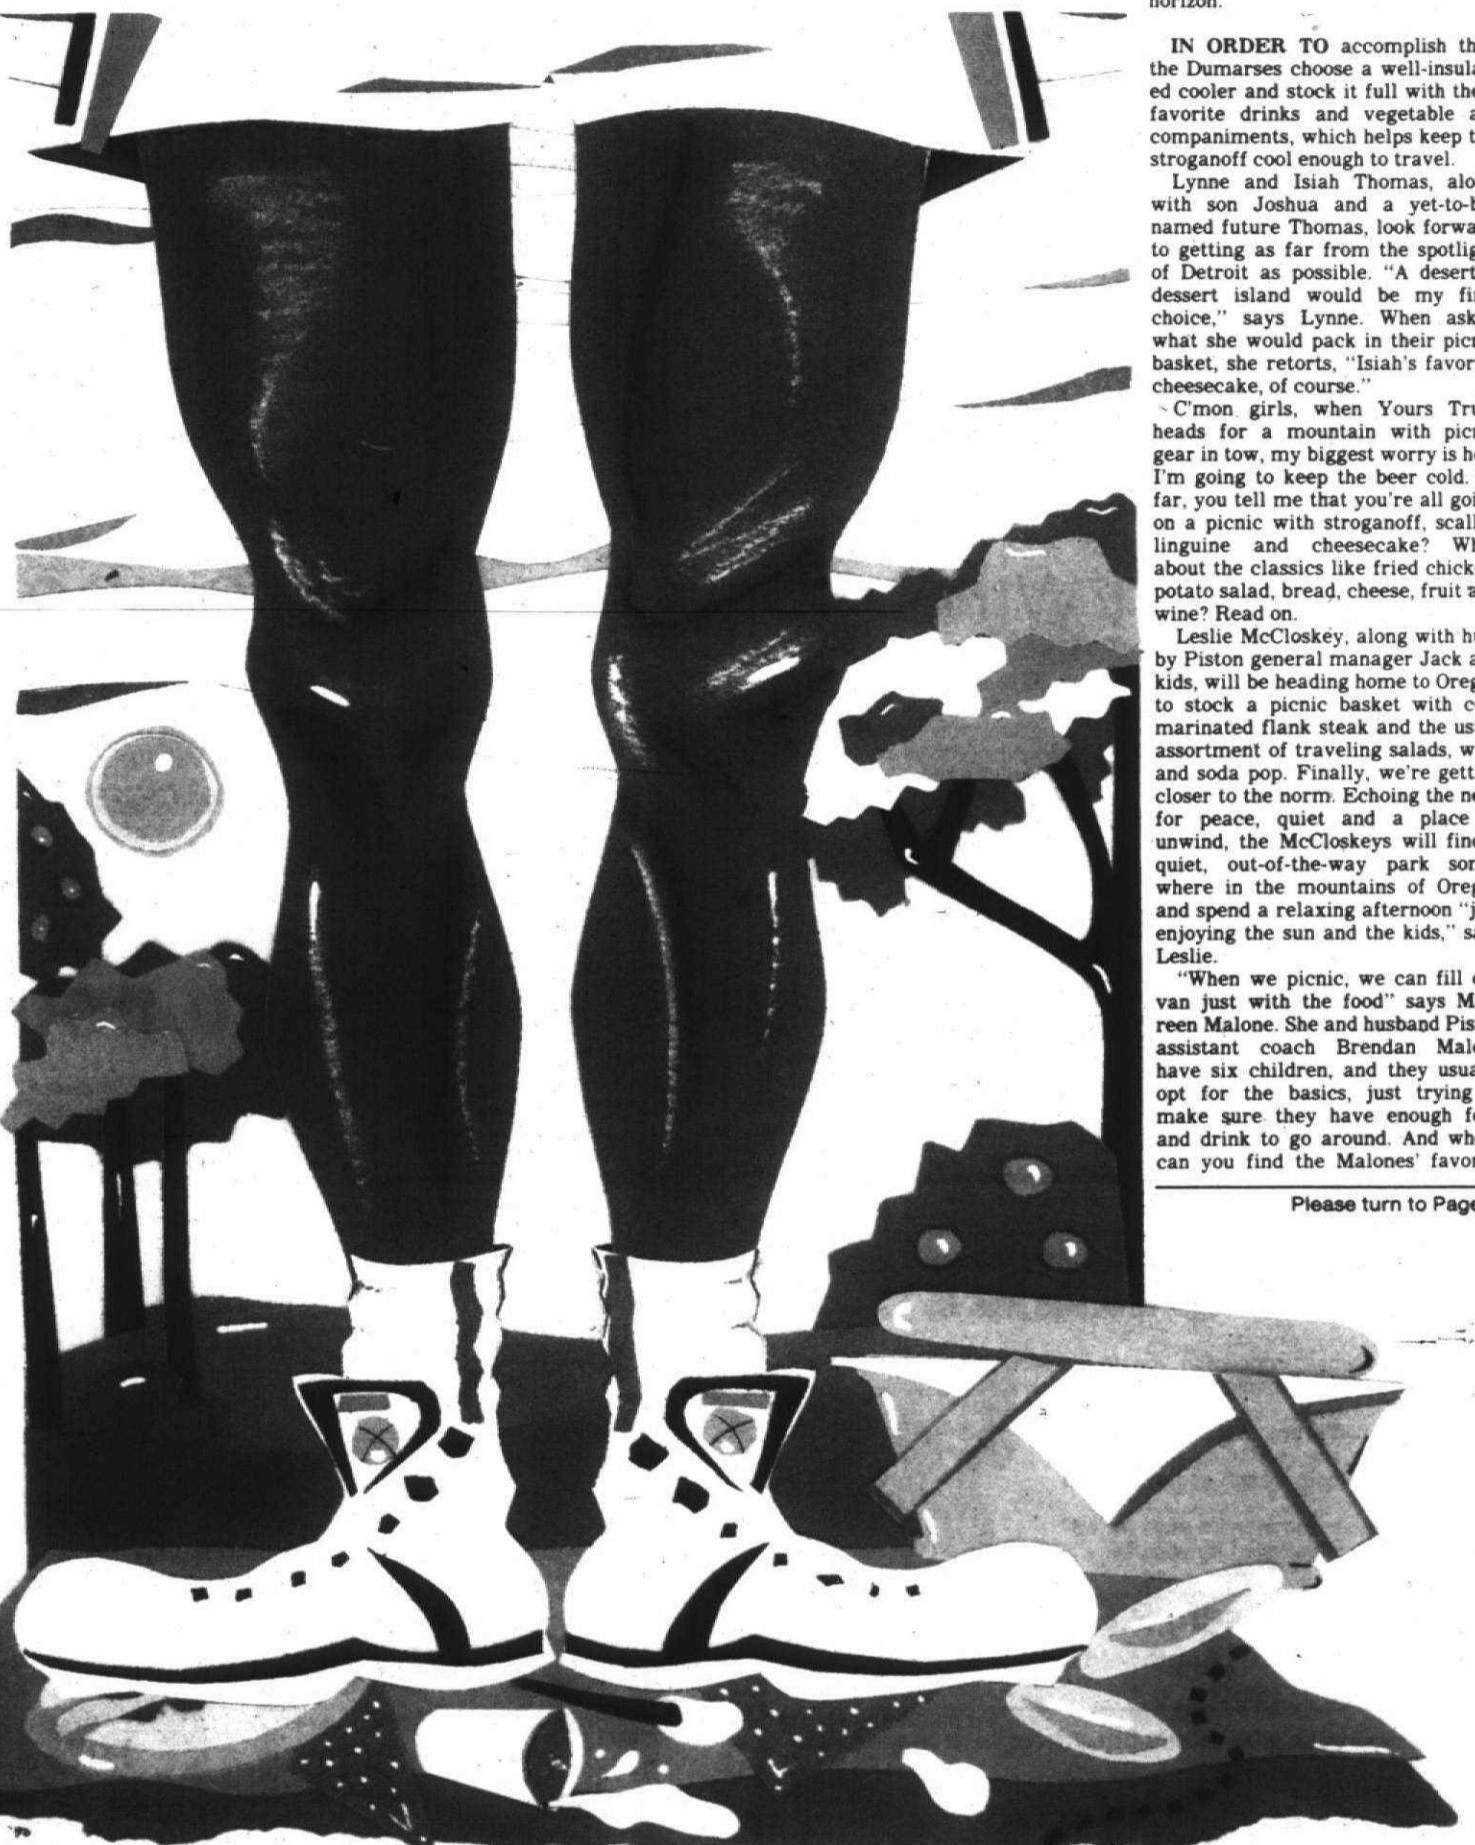 horizon.
IN ORDER TO accomplish th
the Dumarses choose a well-insula
ed cooler and stock it full with the
favorite drinks and vegetable a
companiments, which helps keep t
stroganoff cool enough to travel.
Lynne and Isiah Thomas, alo
with son Joshua and a yet-to-b
named future Thomas, look forwa
to getting as far from the spotlig
of Detroit as possible. "A desert
dessert island would be my fi
choice," says Lynne. When ask
what she would pack in their picn
basket, she retorts, "Isiah's favor
cheesecake, of course."
C'mon girls, when Yours Tru
heads for a mountain with picn
gear in tow, my biggest worry is h
I'm going to keep the beer cold.
far, you tell me that you're all goi
on a picnic with stroganoff, scall
linguine and cheesecake? Wh
about the classics like fried chick
potato salad, bread, cheese, fruit a
wine? Read on.
Leslie McCloskey, along with hu
by Piston general manager Jack a
kids, will be heading home to Oreg
to stock a picnic basket with c
marinated flank steak and the us
assortment of traveling salads, w
and soda pop. Finally, we're gett
closer to the norm. Echoing the ne
for peace, quiet and a place
unwind, the McCloskeys will find
quiet, out-of-the-way park som
where in the mountains of Oreg
and spend a relaxing afternoon "j
enjoying the sun and the kids," sa
Leslie.
"When we picnic, we can fill o
van just with the food" says M
reen Malone. She and husband Pis
assistant coach Brendan Malo
have six children, and they usua
opt for the basics, just trying
make sure they have enough fo
and drink to go around. And whe
can you find the Malones' favor
Please turn to Page